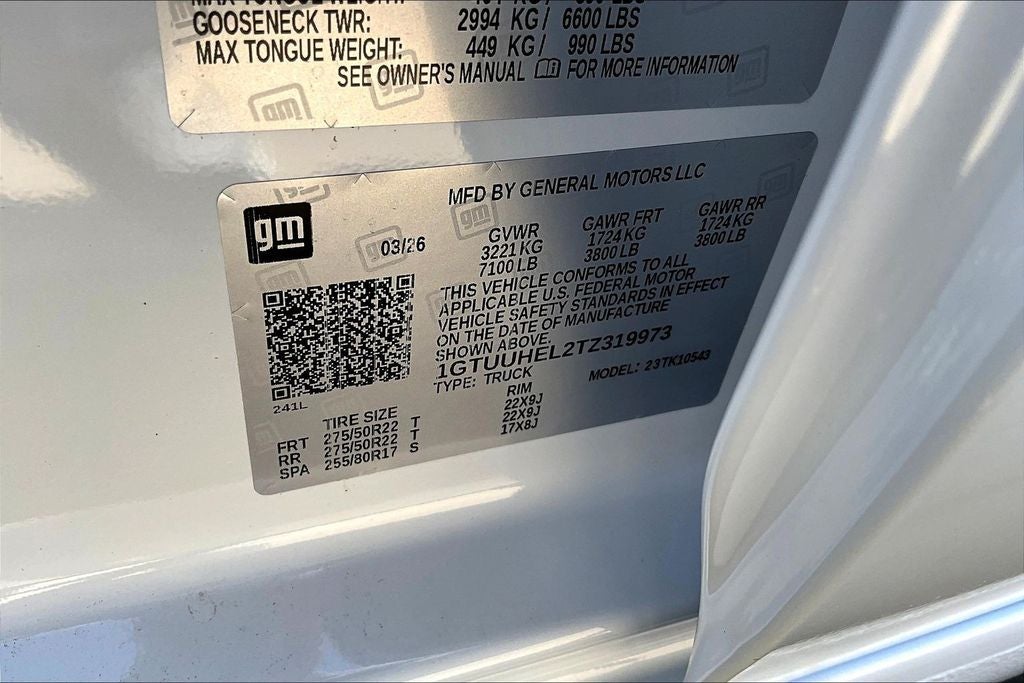 GOOSENECK TWR: 2994 KG/ 6600 LBS
MAX TONGUE WEIGHT: 449 KG/ 990 LBS
SEE OWNER'S MANUAL FOR MORE INFORMATION
MFD BY GENERAL MOTORS LLC
gm
03/26
GVWR GAWR FRT GAWR RR
3221 KG 1724 KG 1724 KG
7100 LB 3800 LB 3800 LB
THIS VEHICLE CONFORMS TO ALL
APPLICABLE U.S. FEDERAL MOTOR
VEHICLE SAFETY STANDARDS IN EFFECT
ON THE DATE OF MANUFACTURE
SHOWN ABOVE.
1GTUUHEL2TZ319973
TYPE: TRUCK MODEL: 23TK10543
241L
TIRE SIZE RIM
FRT 275/50R22 T 22X9J
RR 275/50R22 T 22X9J
SPA 255/80R17 S 17X8J